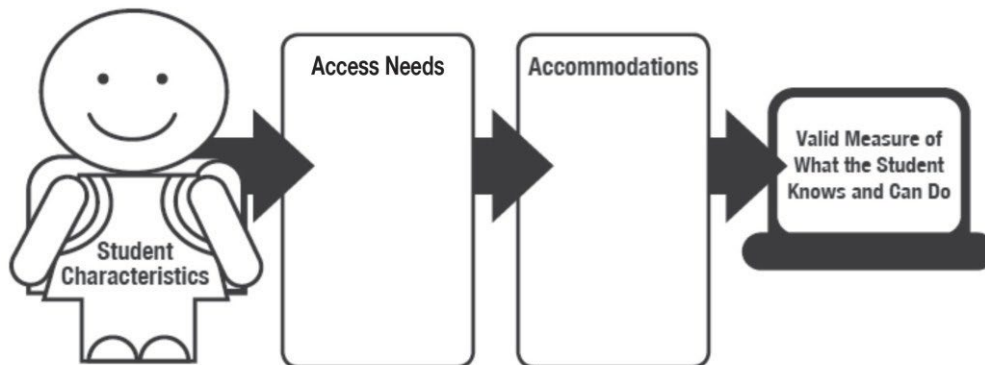 Student
Characteristics
Access Needs
Accommodations
Valid Measure of
What the Student
Knows and Can Do